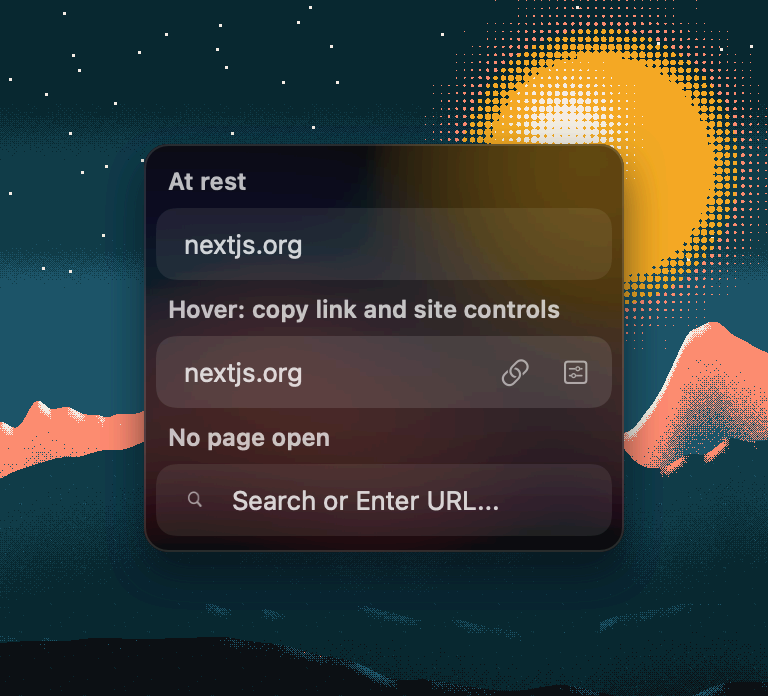 At rest
nextjs.org
Hover: copy link and site controls
nextjs.org
No page open
Search or Enter URL...